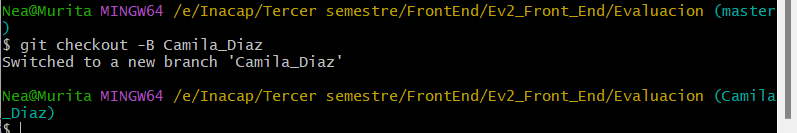 Nea@Murita MINGW64 /e/Inacap/Tercer semestre/FrontEnd/Ev2_Front_End/Evaluacion (master
)
$ git checkout -B Camila_Diaz
Switched to a new branch 'Camila_Diaz'
Nea@Murita MINGW64 /e/Inacap/Tercer semestre/FrontEnd/Ev2_Front_End/Evaluacion (Camila
_Diaz)
$